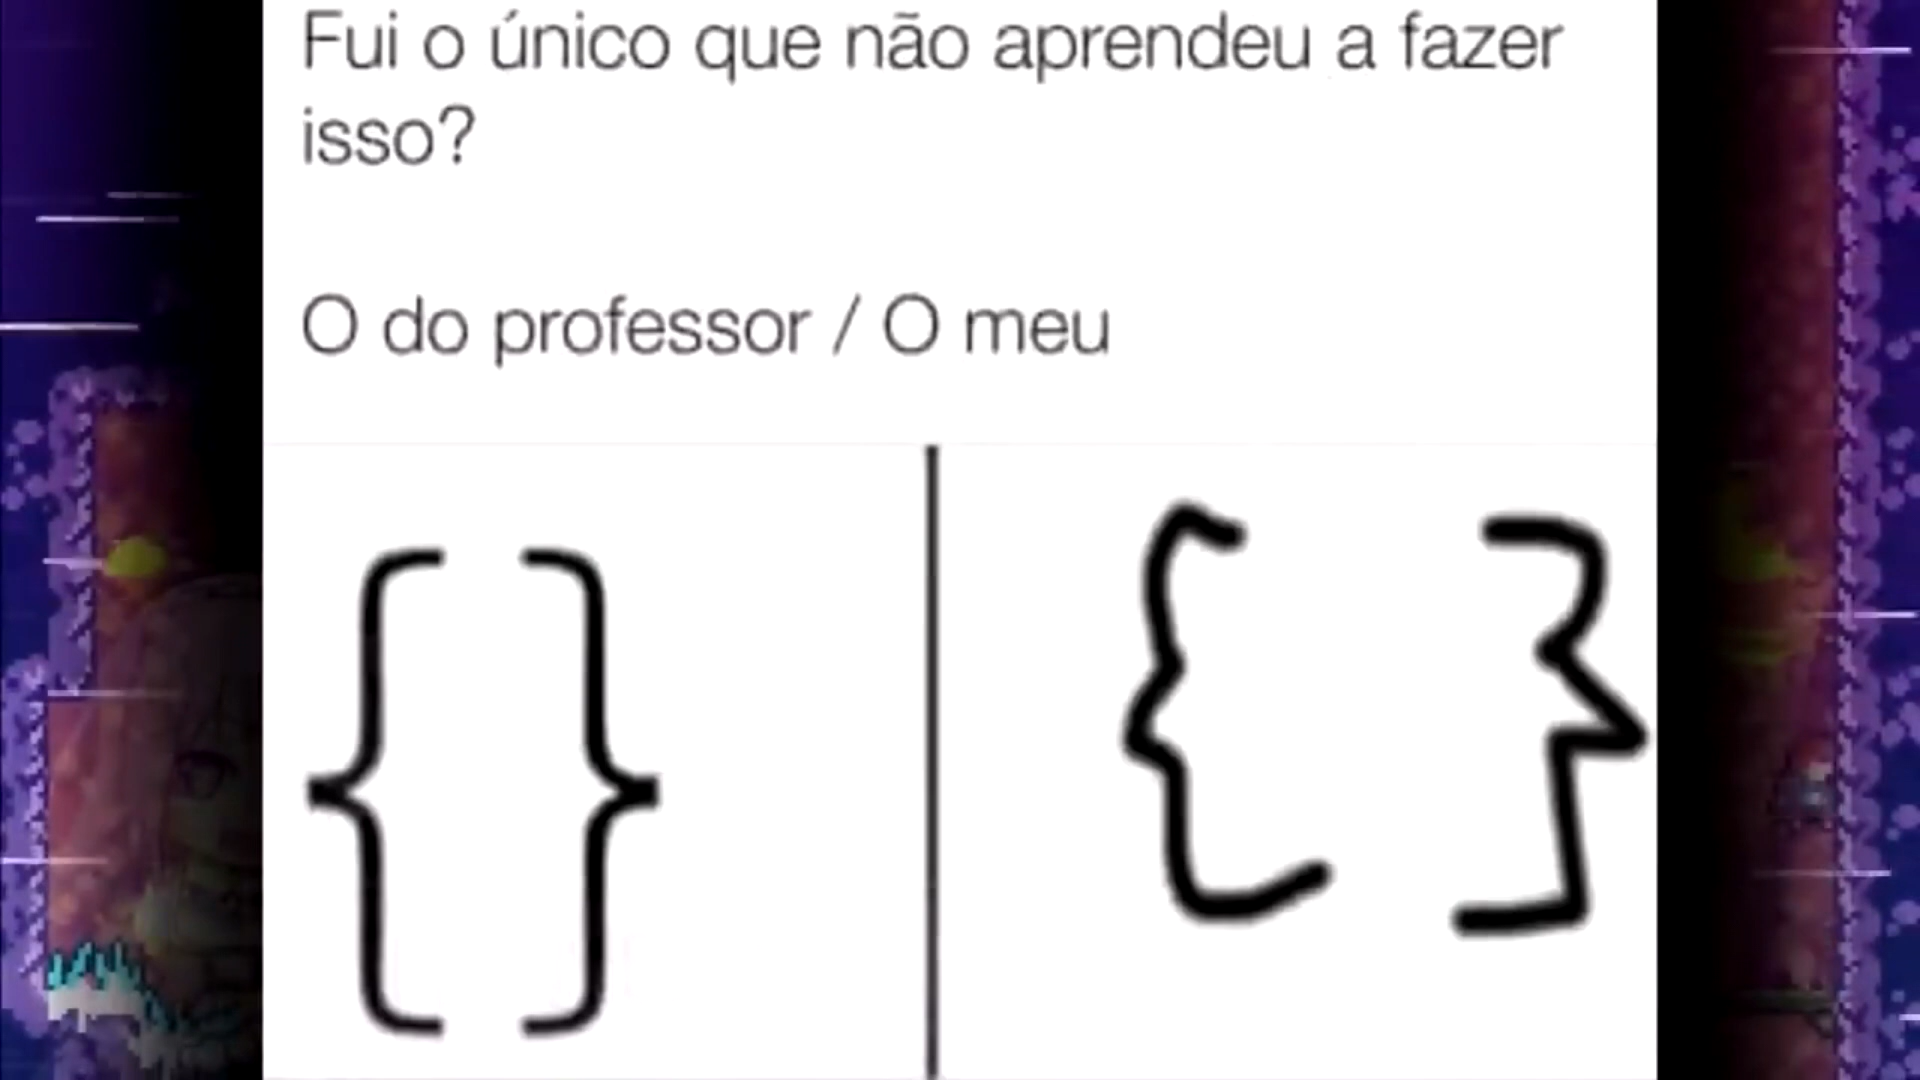 Fui o único que não aprendeu a fazer
isso?
O do professor / O meu
{ }
{ }